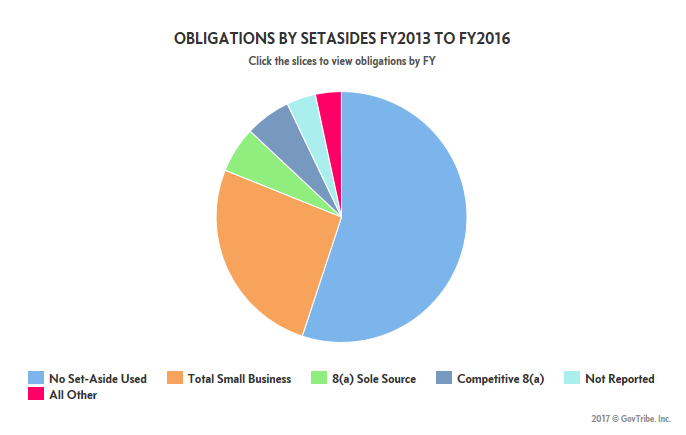 OBLIGATIONS BY SETASIDES FY2013 TO FY2016
Click the slices to view obligations by FY
No Set-Aside Used Total Small Business 8(a) Sole Source Competitive 8(a) Not Reported
All Other
2017 © GovTribe, Inc.